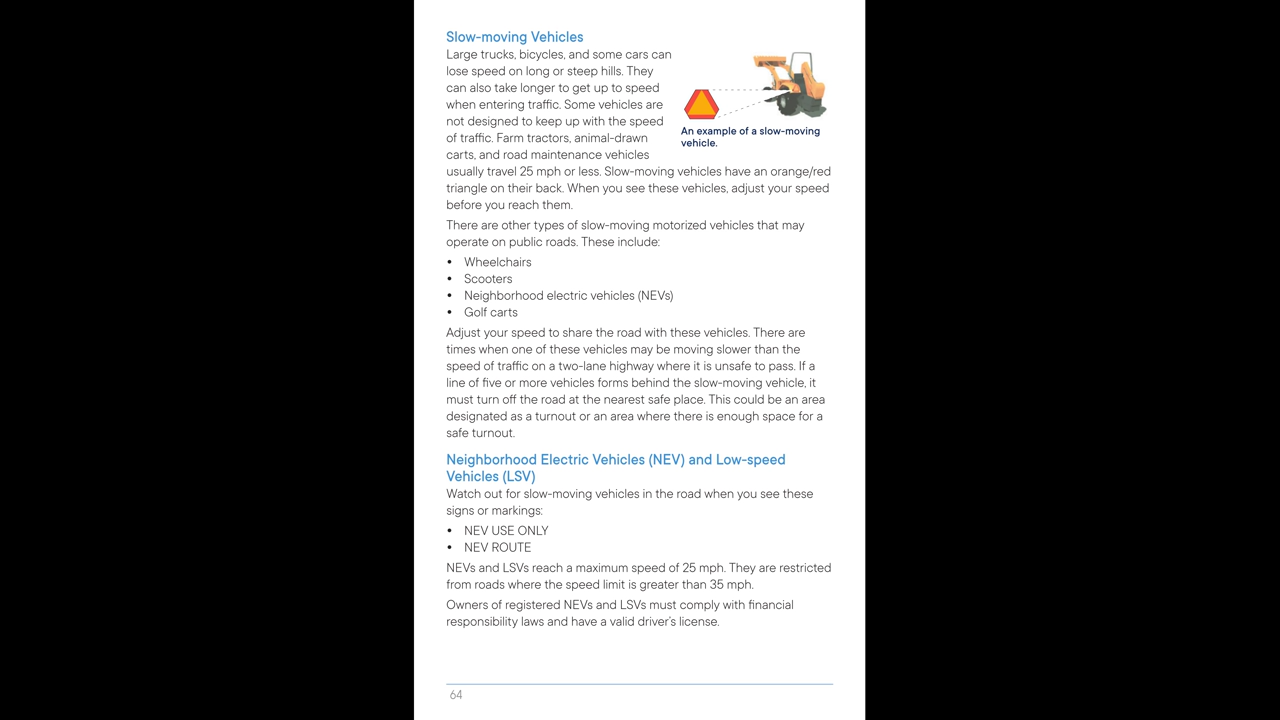 Slow-moving Vehicles
Large trucks, bicycles, and some cars can
lose speed on long or steep hills. They
can also take longer to get up to speed
when entering traffic. Some vehicles are
not designed to keep up with the speed
of traffic. Farm tractors, animal-drawn
carts, and road maintenance vehicles
usually travel 25 mph or less. Slow-moving vehicles have an orange/red
triangle on their back. When you see these vehicles, adjust your speed
before you reach them.
An example of a slow-moving
vehicle.
There are other types of slow-moving motorized vehicles that may
operate on public roads. These include:
• Wheelchairs
• Scooters
• Neighborhood electric vehicles (NEVs)
• Golf carts
Adjust your speed to share the road with these vehicles. There are
times when one of these vehicles may be moving slower than the
speed of traffic on a two-lane highway where it is unsafe to pass. If a
line of five or more vehicles forms behind the slow-moving vehicle, it
must turn off the road at the nearest safe place. This could be an area
designated as a turnout or an area where there is enough space for a
safe turnout.
Neighborhood Electric Vehicles (NEV) and Low-speed
Vehicles (LSV)
Watch out for slow-moving vehicles in the road when you see these
signs or markings:
• NEV USE ONLY
• NEV ROUTE
NEVs and LSVs reach a maximum speed of 25 mph. They are restricted
from roads where the speed limit is greater than 35 mph.
Owners of registered NEVs and LSVs must comply with financial
responsibility laws and have a valid driver's license.
64